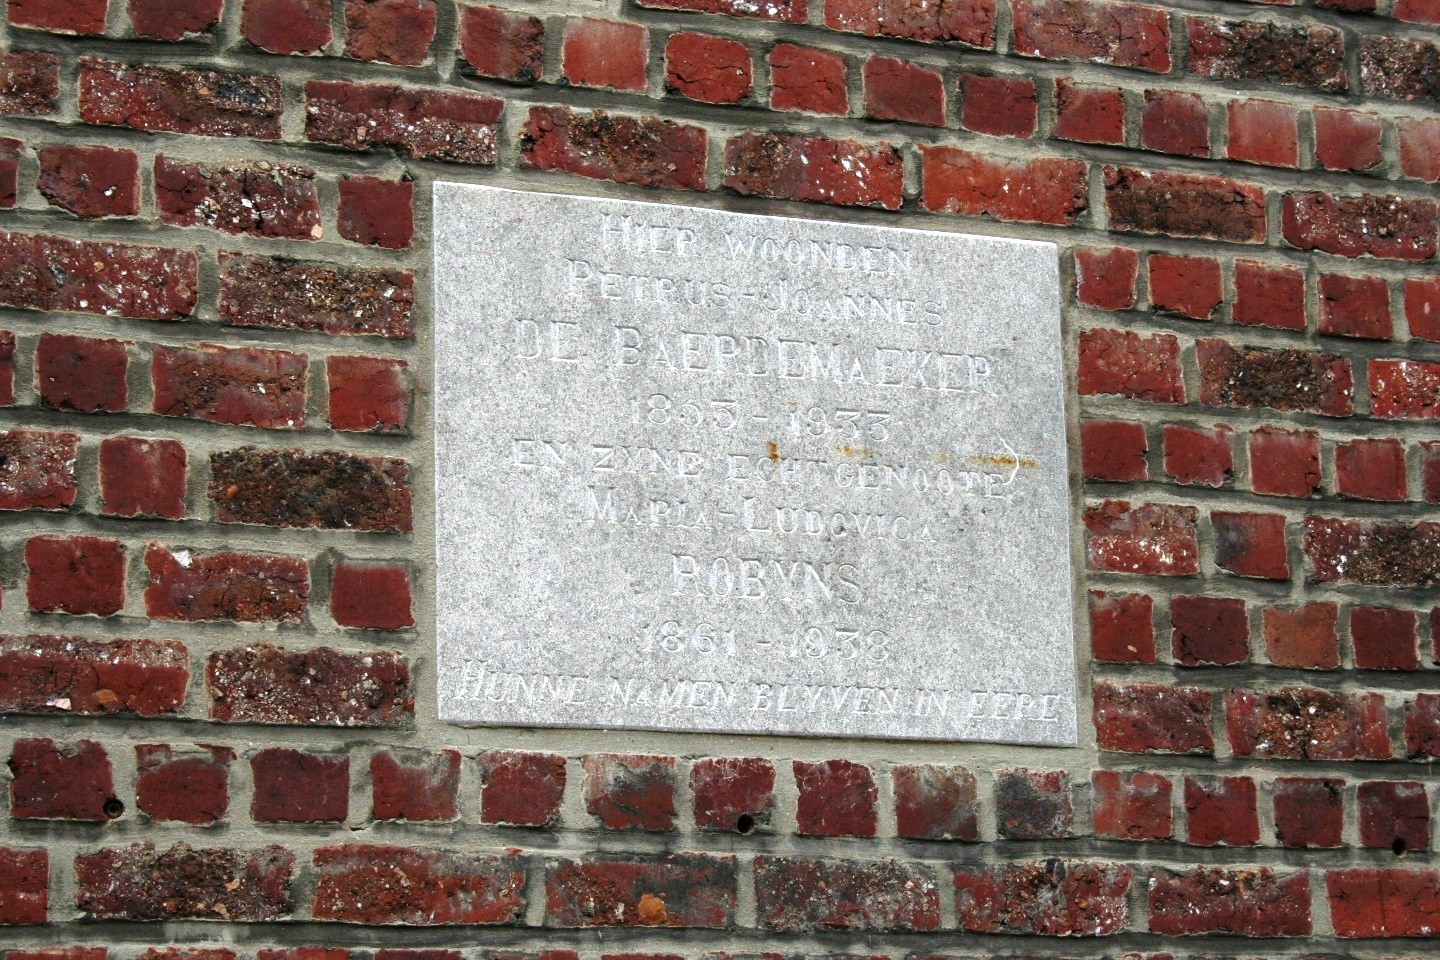 HIER WOONDEN
PETRUS-JOANNES
DE BAERDEMAEKER
1853-1933
EN ZYNE ECHTGENOOTE
MARIA-LUDOVICA
ROBYNS
1861-1938
HUNNE NAMEN BLYVEN IN EERE